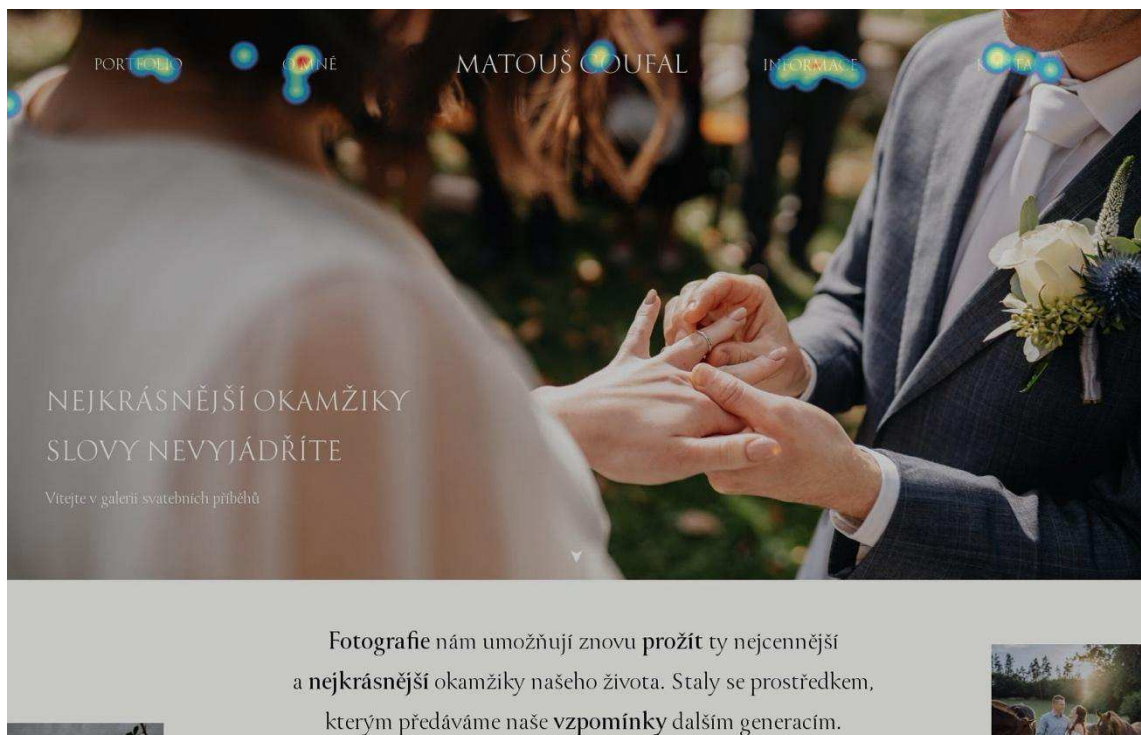 PORTFOLIO
O MNĚ
MATOUŠ COUFAL
INFORMACE
NEJKRÁSNĚJŠÍ OKAMŽIKY
SLOVY NEVYJÁDŘÍTE
Vítejte v galerii svatebních příběhů
Fotografie nám umožňují znovu prožít ty nejcennější
a nejkrásnější okamžiky našeho života. Staly se prostředkem,
kterým předáváme naše vzpomínky dalším generacím.